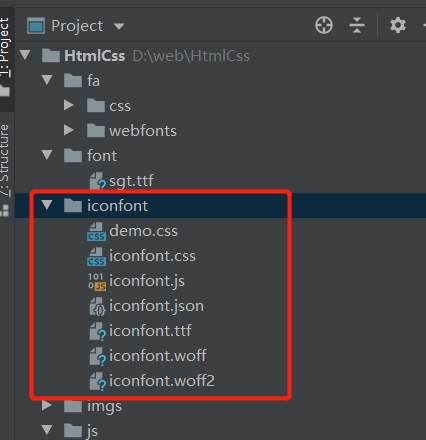 Project
HtmlCss D:\web\HtmlCss
fa
css
webfonts
font
sgt.ttf
iconfont
demo.css
iconfont.css
iconfont.js
iconfont.json
iconfont.ttf
iconfont.woff
iconfont.woff2
imgs
js
1: Project
7: Structure